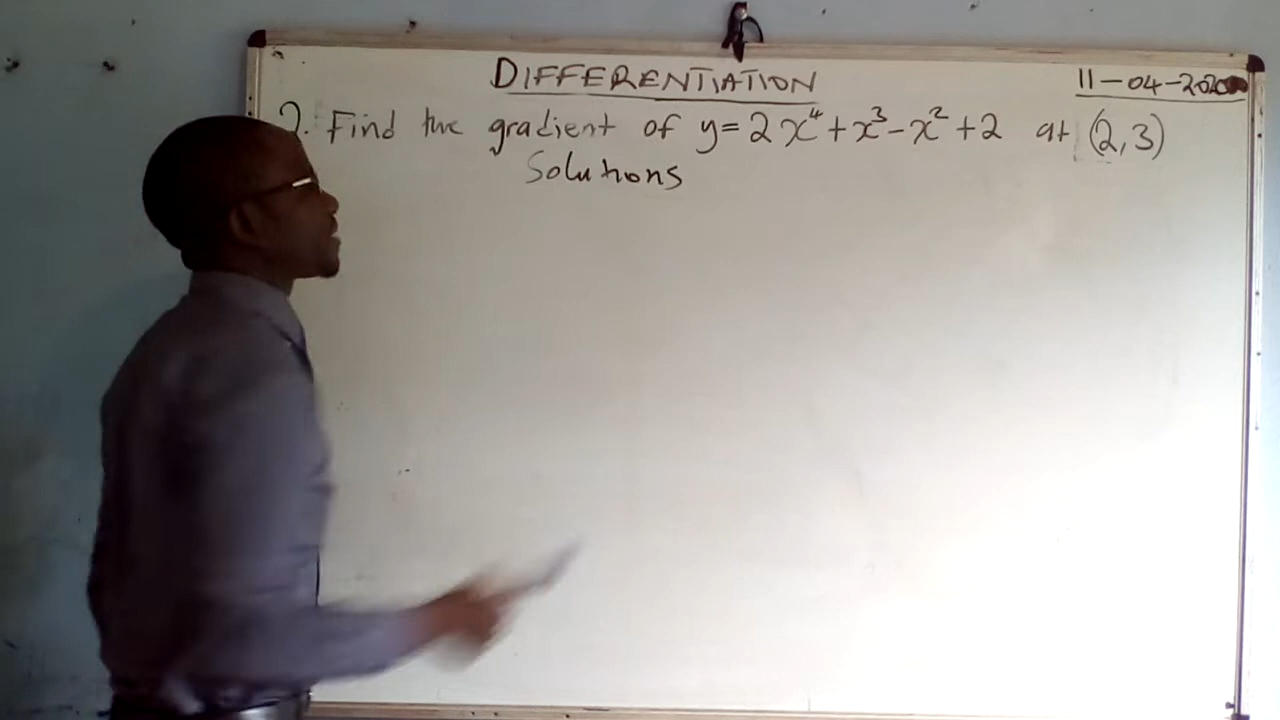 DIFFERENTIATION
11-04-2020
2. Find the gradient of y=2x⁴+x³-x²+2 at (2,3)
Solutions